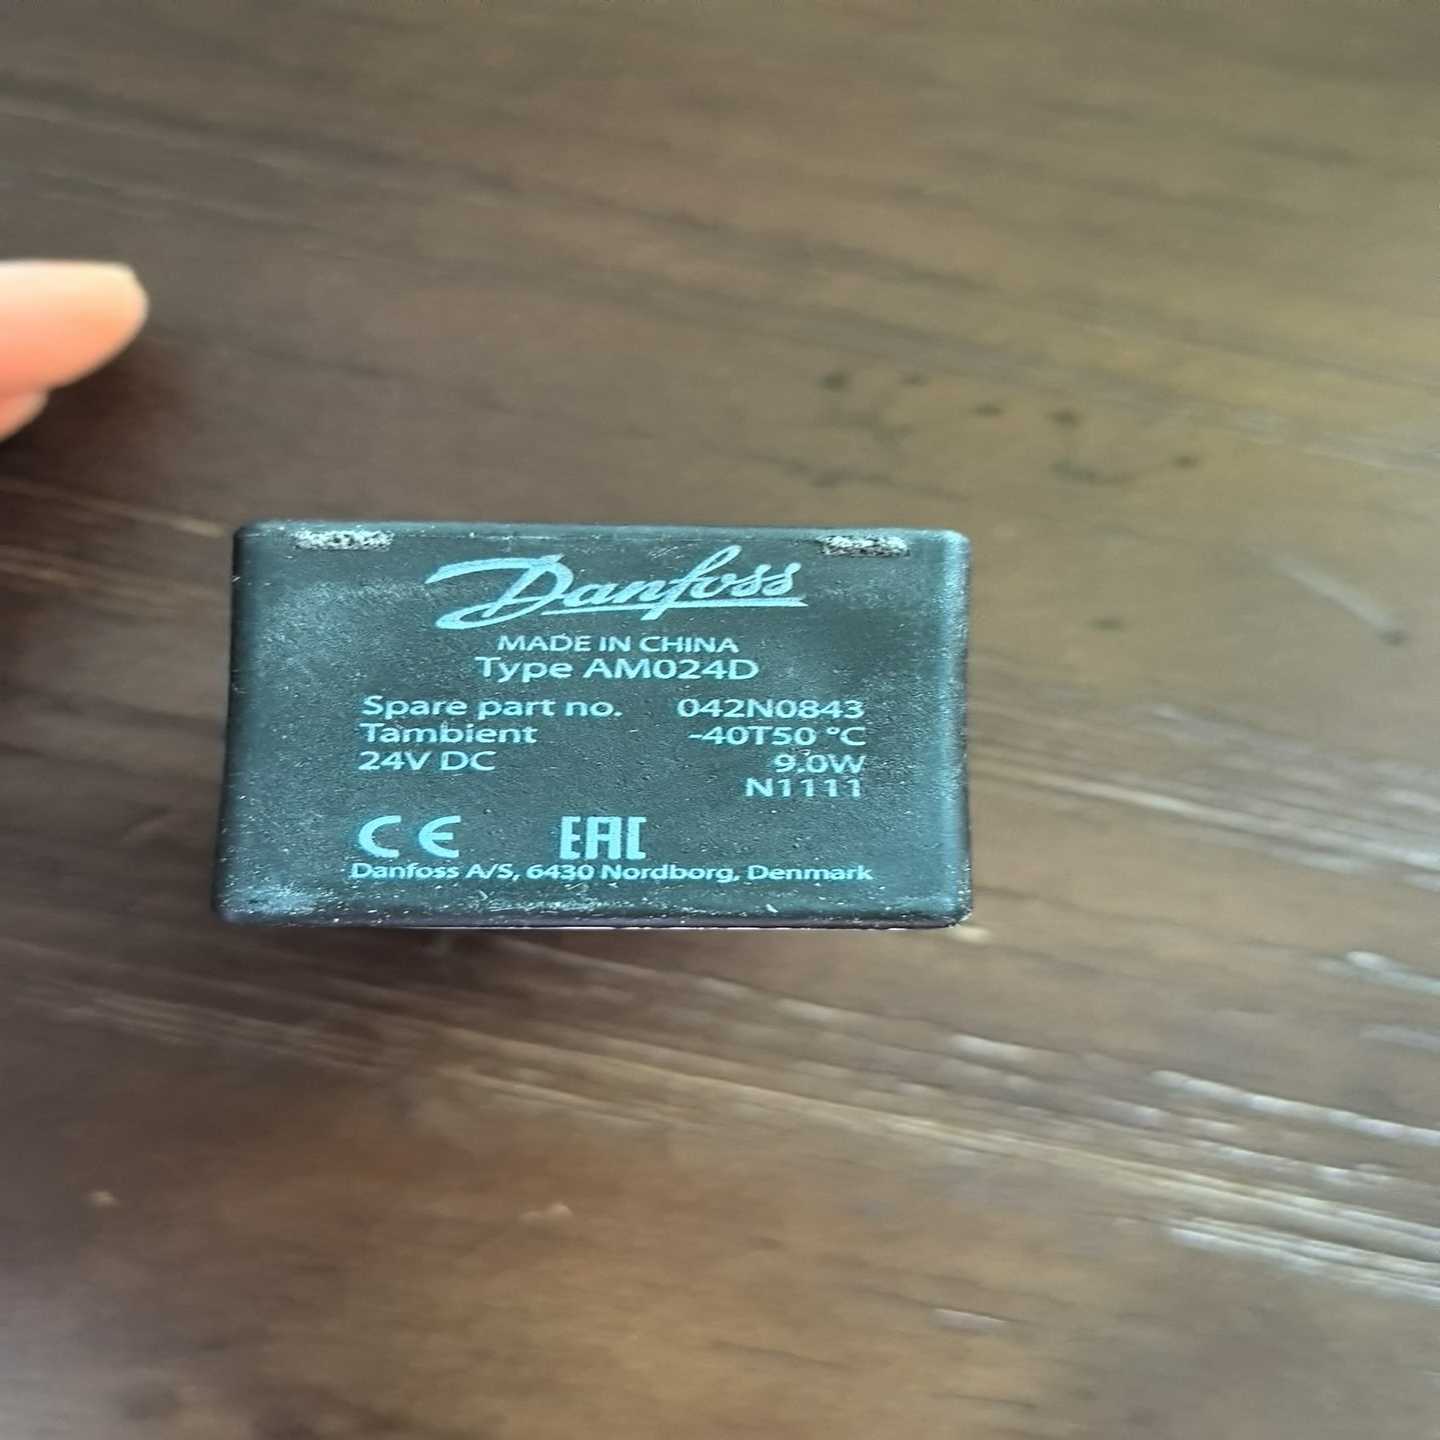 Danfoss
MADE IN CHINA
Type AM024D
Spare part no. 042N0843
Tambient -40T50 °C
24V DC 9.0W
N1111
CE EAC
Danfoss A/S, 6430 Nordborg, Denmark